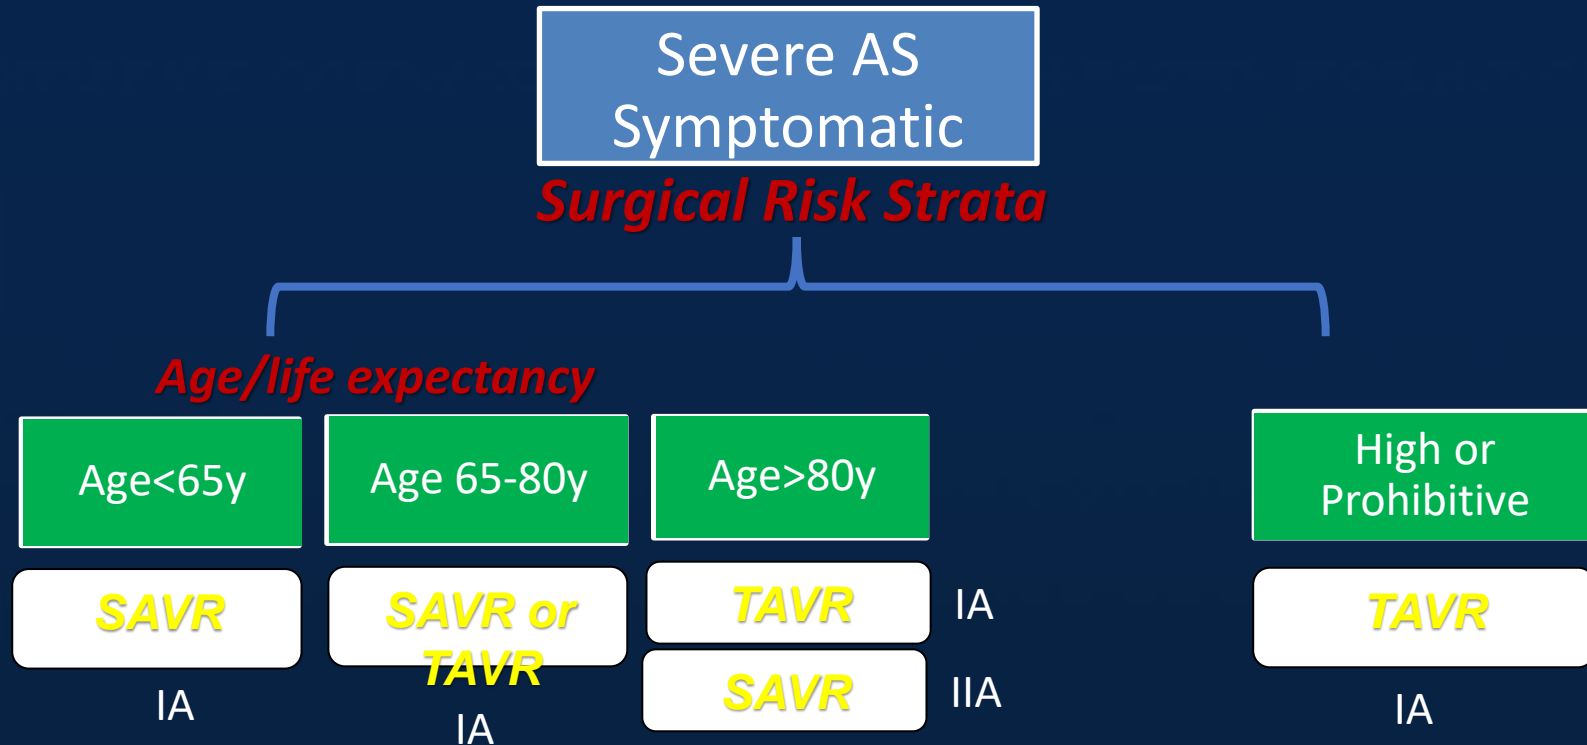 Severe AS
Symptomatic
Surgical Risk Strata
Age/life expectancy
Age<65y
Age 65-80y
Age>80y
High or
Prohibitive
SAVR
IA
SAVR or
TAVR
IA
TAVR
IA
SAVR
IIA
TAVR
IA